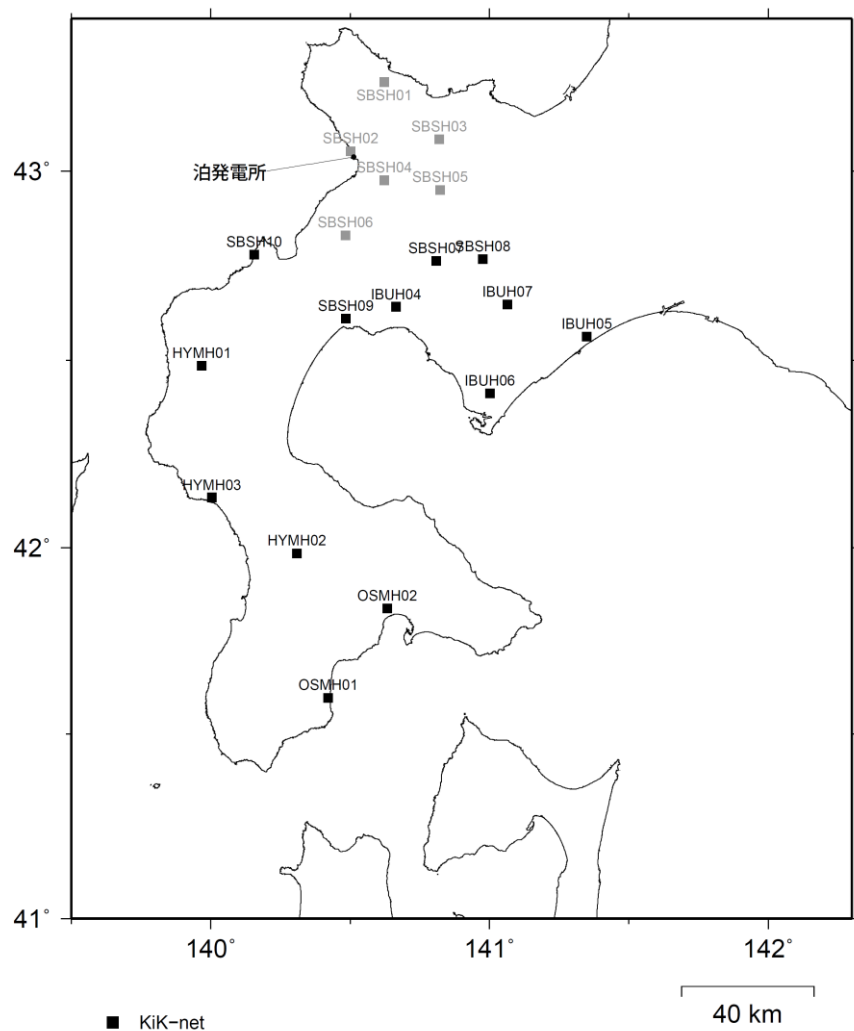 SBSH01
SBSH03
SBSH02
泊発電所
SBSH04
SBSH05
43°
SBSH06
SBSH10
SBSH07
SBSH08
IBUH04
IBUH07
SBSH09
IBUH05
HYMH01
IBUH06
HYMH03
42°
HYMH02
OSMH02
OSMH01
41°
140°
141°
142°
40 km
KiK-net